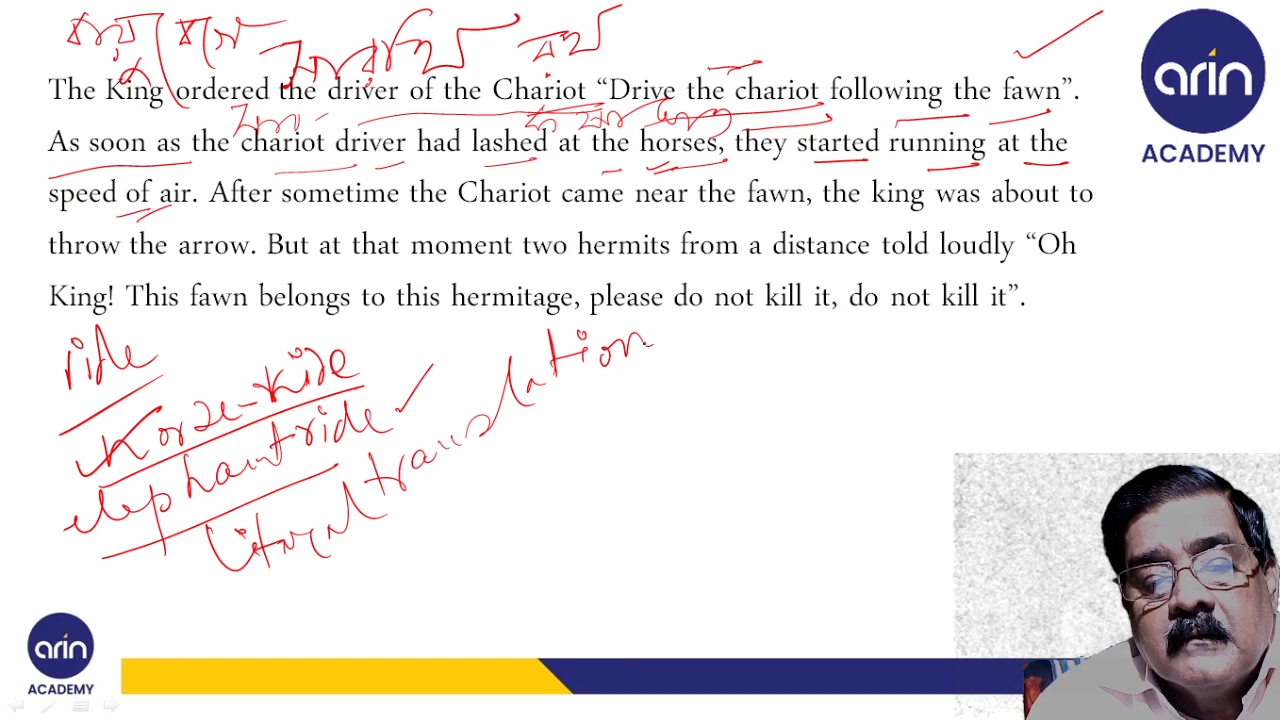 The King ordered the driver of the Chariot “Drive the chariot following the fawn”.
As soon as the chariot driver had lashed at the horses, they started running at the
speed of air. After sometime the Chariot came near the fawn, the king was about to
throw the arrow. But at that moment two hermits from a distance told loudly “Oh
King! This fawn belongs to this hermitage, please do not kill it, do not kill it”.
ride
elephant ride
literal translation
arin
ACADEMY
arin
ACADEMY